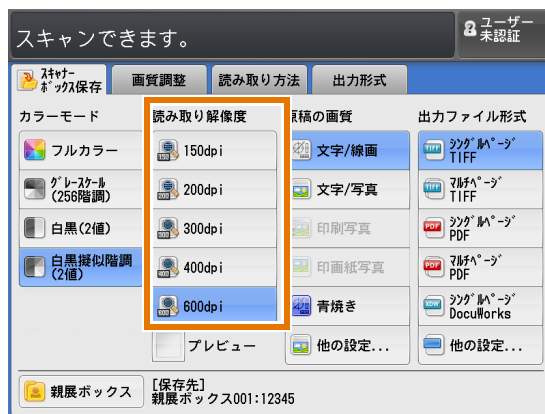 スキャンできます。
ユーザー
未認証
ｽｷｬﾅｰ
ﾎﾞｯｸｽ保存
画質調整
読み取り方法
出力形式
カラーモード
フルカラー
ｸﾞﾚｰｽｹｰﾙ
(256階調)
白黒(2値)
白黒擬似階調
(2値)
読み取り解像度
150dpi
200dpi
300dpi
400dpi
600dpi
プレビュー
原稿の画質
文字/線画
文字/写真
印刷写真
印画紙写真
青焼き
他の設定...
出力ファイル形式
ｼﾝｸﾞﾙﾍﾟｰｼﾞ
TIFF
ﾏﾙﾁﾍﾟｰｼﾞ
TIFF
ｼﾝｸﾞﾙﾍﾟｰｼﾞ
PDF
ﾏﾙﾁﾍﾟｰｼﾞ
PDF
ｼﾝｸﾞﾙﾍﾟｰｼﾞ
DocuWorks
他の設定...
親展ボックス
[保存先]
親展ボックス001:12345